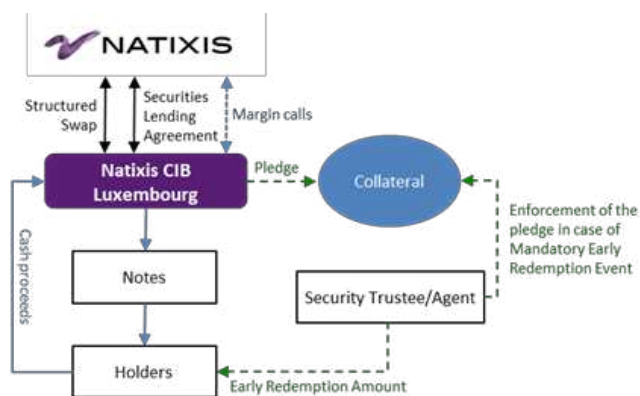 NATIXIS
Structured
Swap
Securities
Lending
Agreement
Margin calls
Natixis CIB
Luxembourg
Pledge
Collateral
Cash proceeds
Enforcement of the
pledge in case of
Mandatory Early
Redemption Event
Notes
Security Trustee/Agent
Holders
Early Redemption Amount